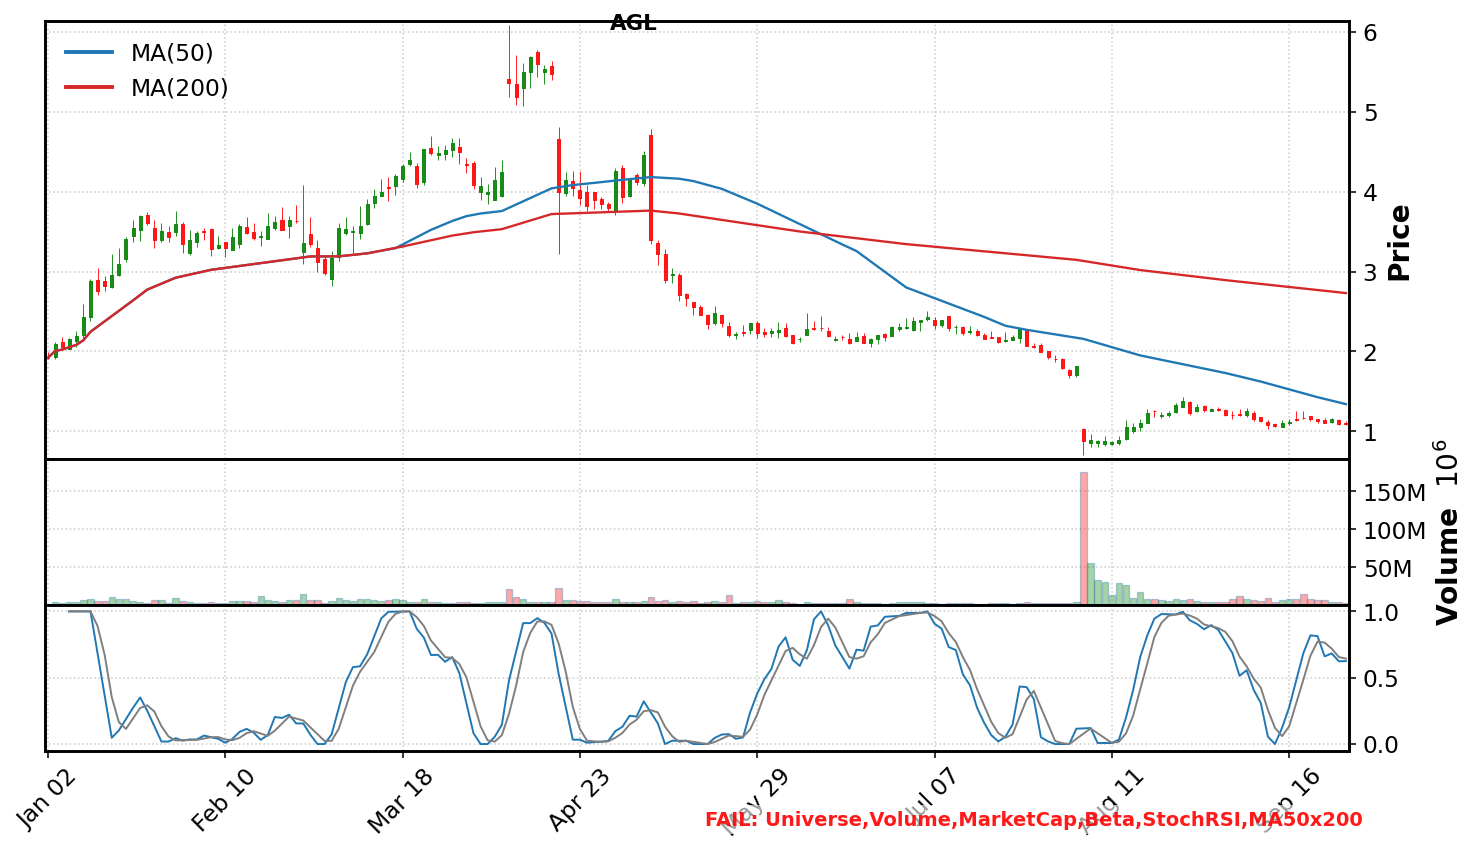 AGL
MA(50)
MA(200)
6
5
4
3
2
1
Price
150M
100M
50M
Volume 10^6
1.0
0.5
0.0
Jan 02
Feb 10
Mar 18
Apr 23
May 29
Jul 07
Aug 11
Sep 16
FAIL: Universe,Volume,MarketCap,Beta,StochRSI,MA50x200